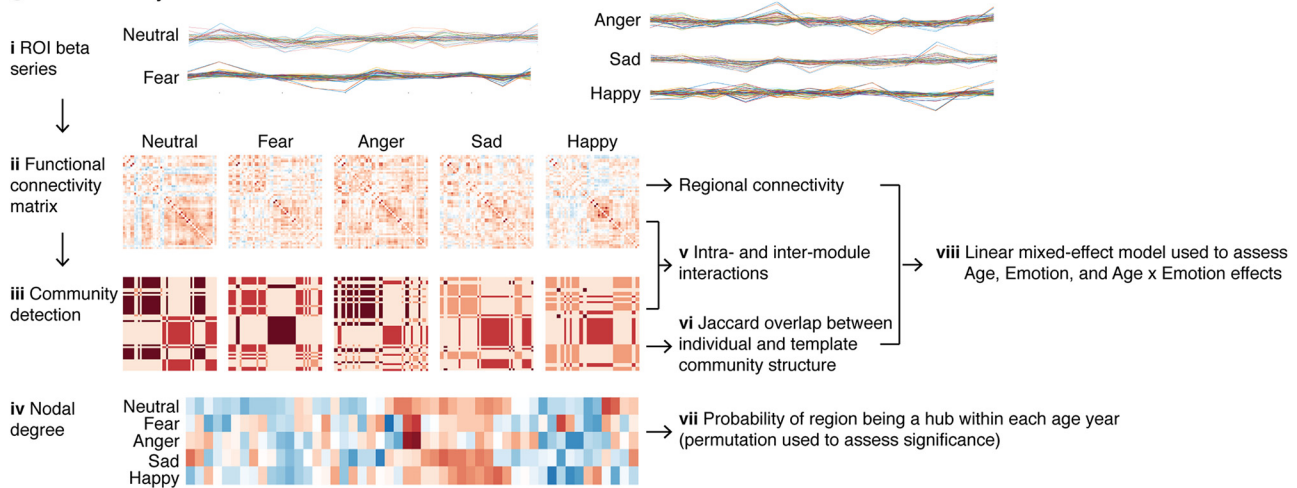 Neutral
Fear
Anger
Sad
Happy
i ROI beta
series
Neutral
Fear
Anger
Sad
Happy
ii Functional
connectivity
matrix
Regional connectivity
v Intra- and inter-module
interactions
viii Linear mixed-effect model used to assess
Age, Emotion, and Age x Emotion effects
iii Community
detection
vi Jaccard overlap between
individual and template
community structure
iv Nodal
degree
Neutral
Fear
Anger
Sad
Happy
vii Probability of region being a hub within each age year
(permutation used to assess significance)